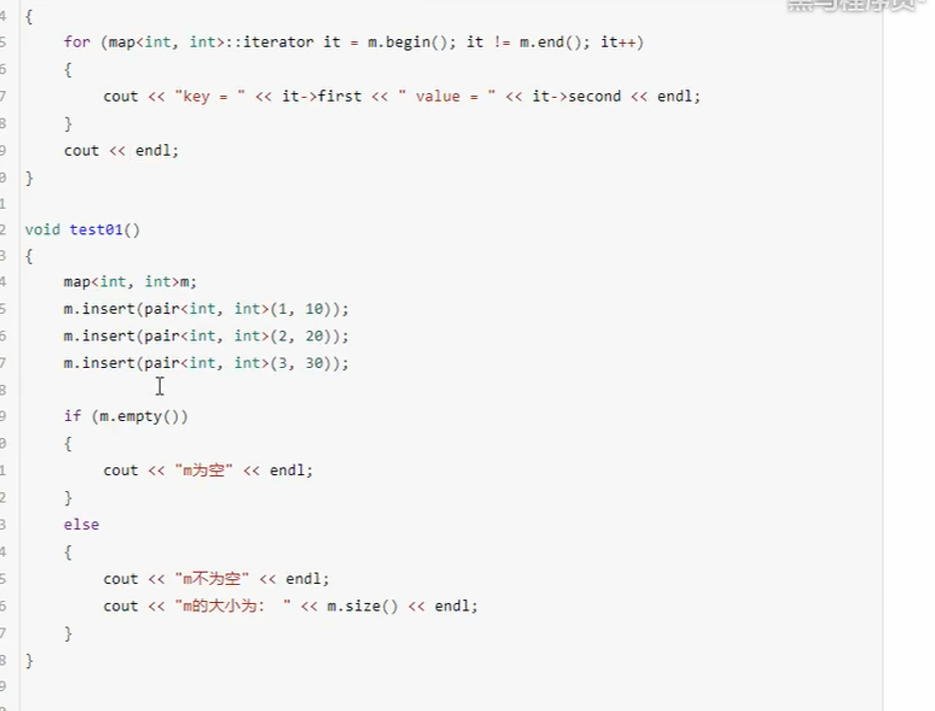 黑马程序员
4 {
5 for (map<int, int>::iterator it = m.begin(); it != m.end(); it++)
6 {
7 cout << "key = " << it->first << " value = " << it->second << endl;
8 }
9 cout << endl;
0 }
1
2 void test01()
3 {
4 map<int, int>m;
5 m.insert(pair<int, int>(1, 10));
6 m.insert(pair<int, int>(2, 20));
7 m.insert(pair<int, int>(3, 30));
8
9 if (m.empty())
0 {
1 cout << "m为空" << endl;
2 }
3 else
4 {
5 cout << "m不为空" << endl;
6 cout << "m的大小为： " << m.size() << endl;
7 }
8 }
9